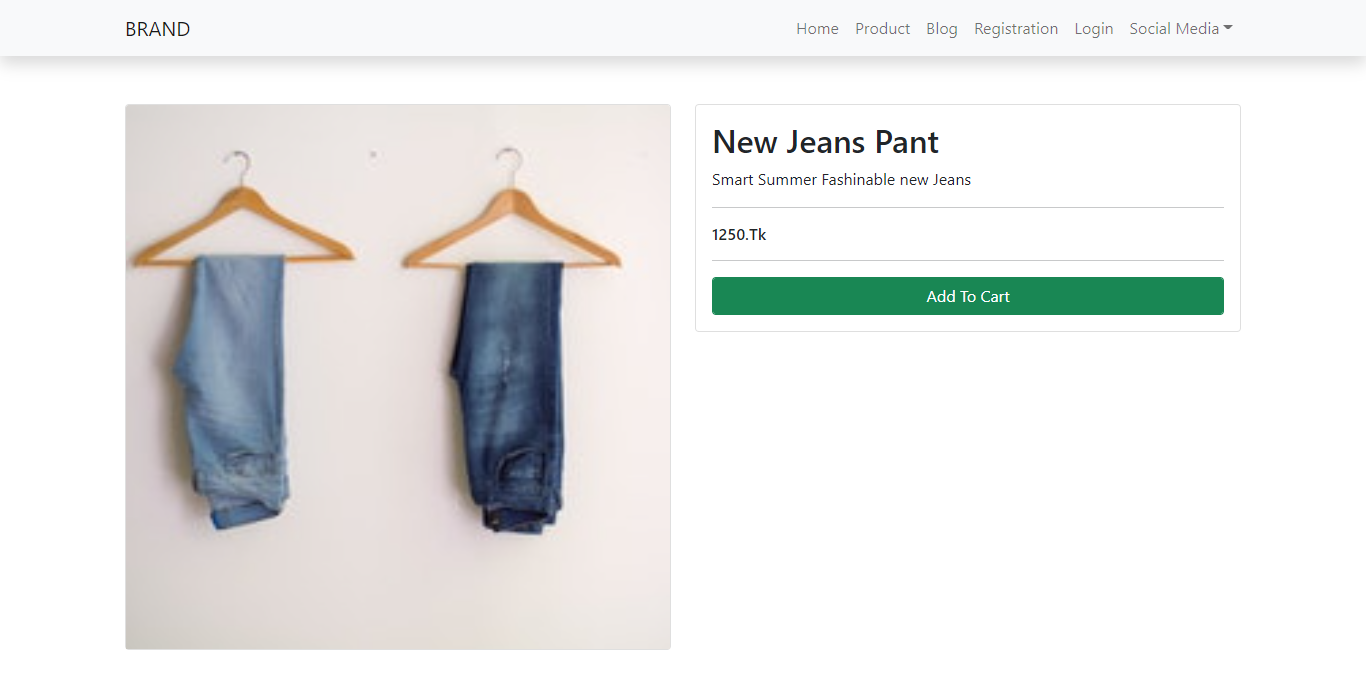 BRAND
Home Product Blog Registration Login Social Media
New Jeans Pant
Smart Summer Fashinable new Jeans
1250.Tk
Add To Cart